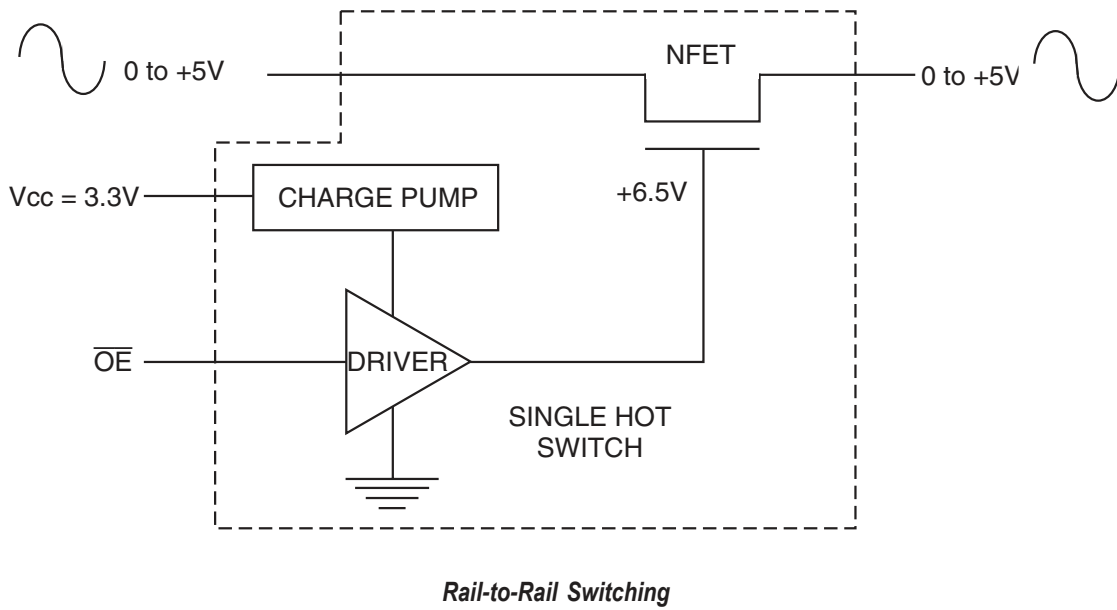 NFET
0 to +5V
0 to +5V
Vcc = 3.3V
CHARGE PUMP
+6.5V
OE
DRIVER
SINGLE HOT
SWITCH
Rail-to-Rail Switching